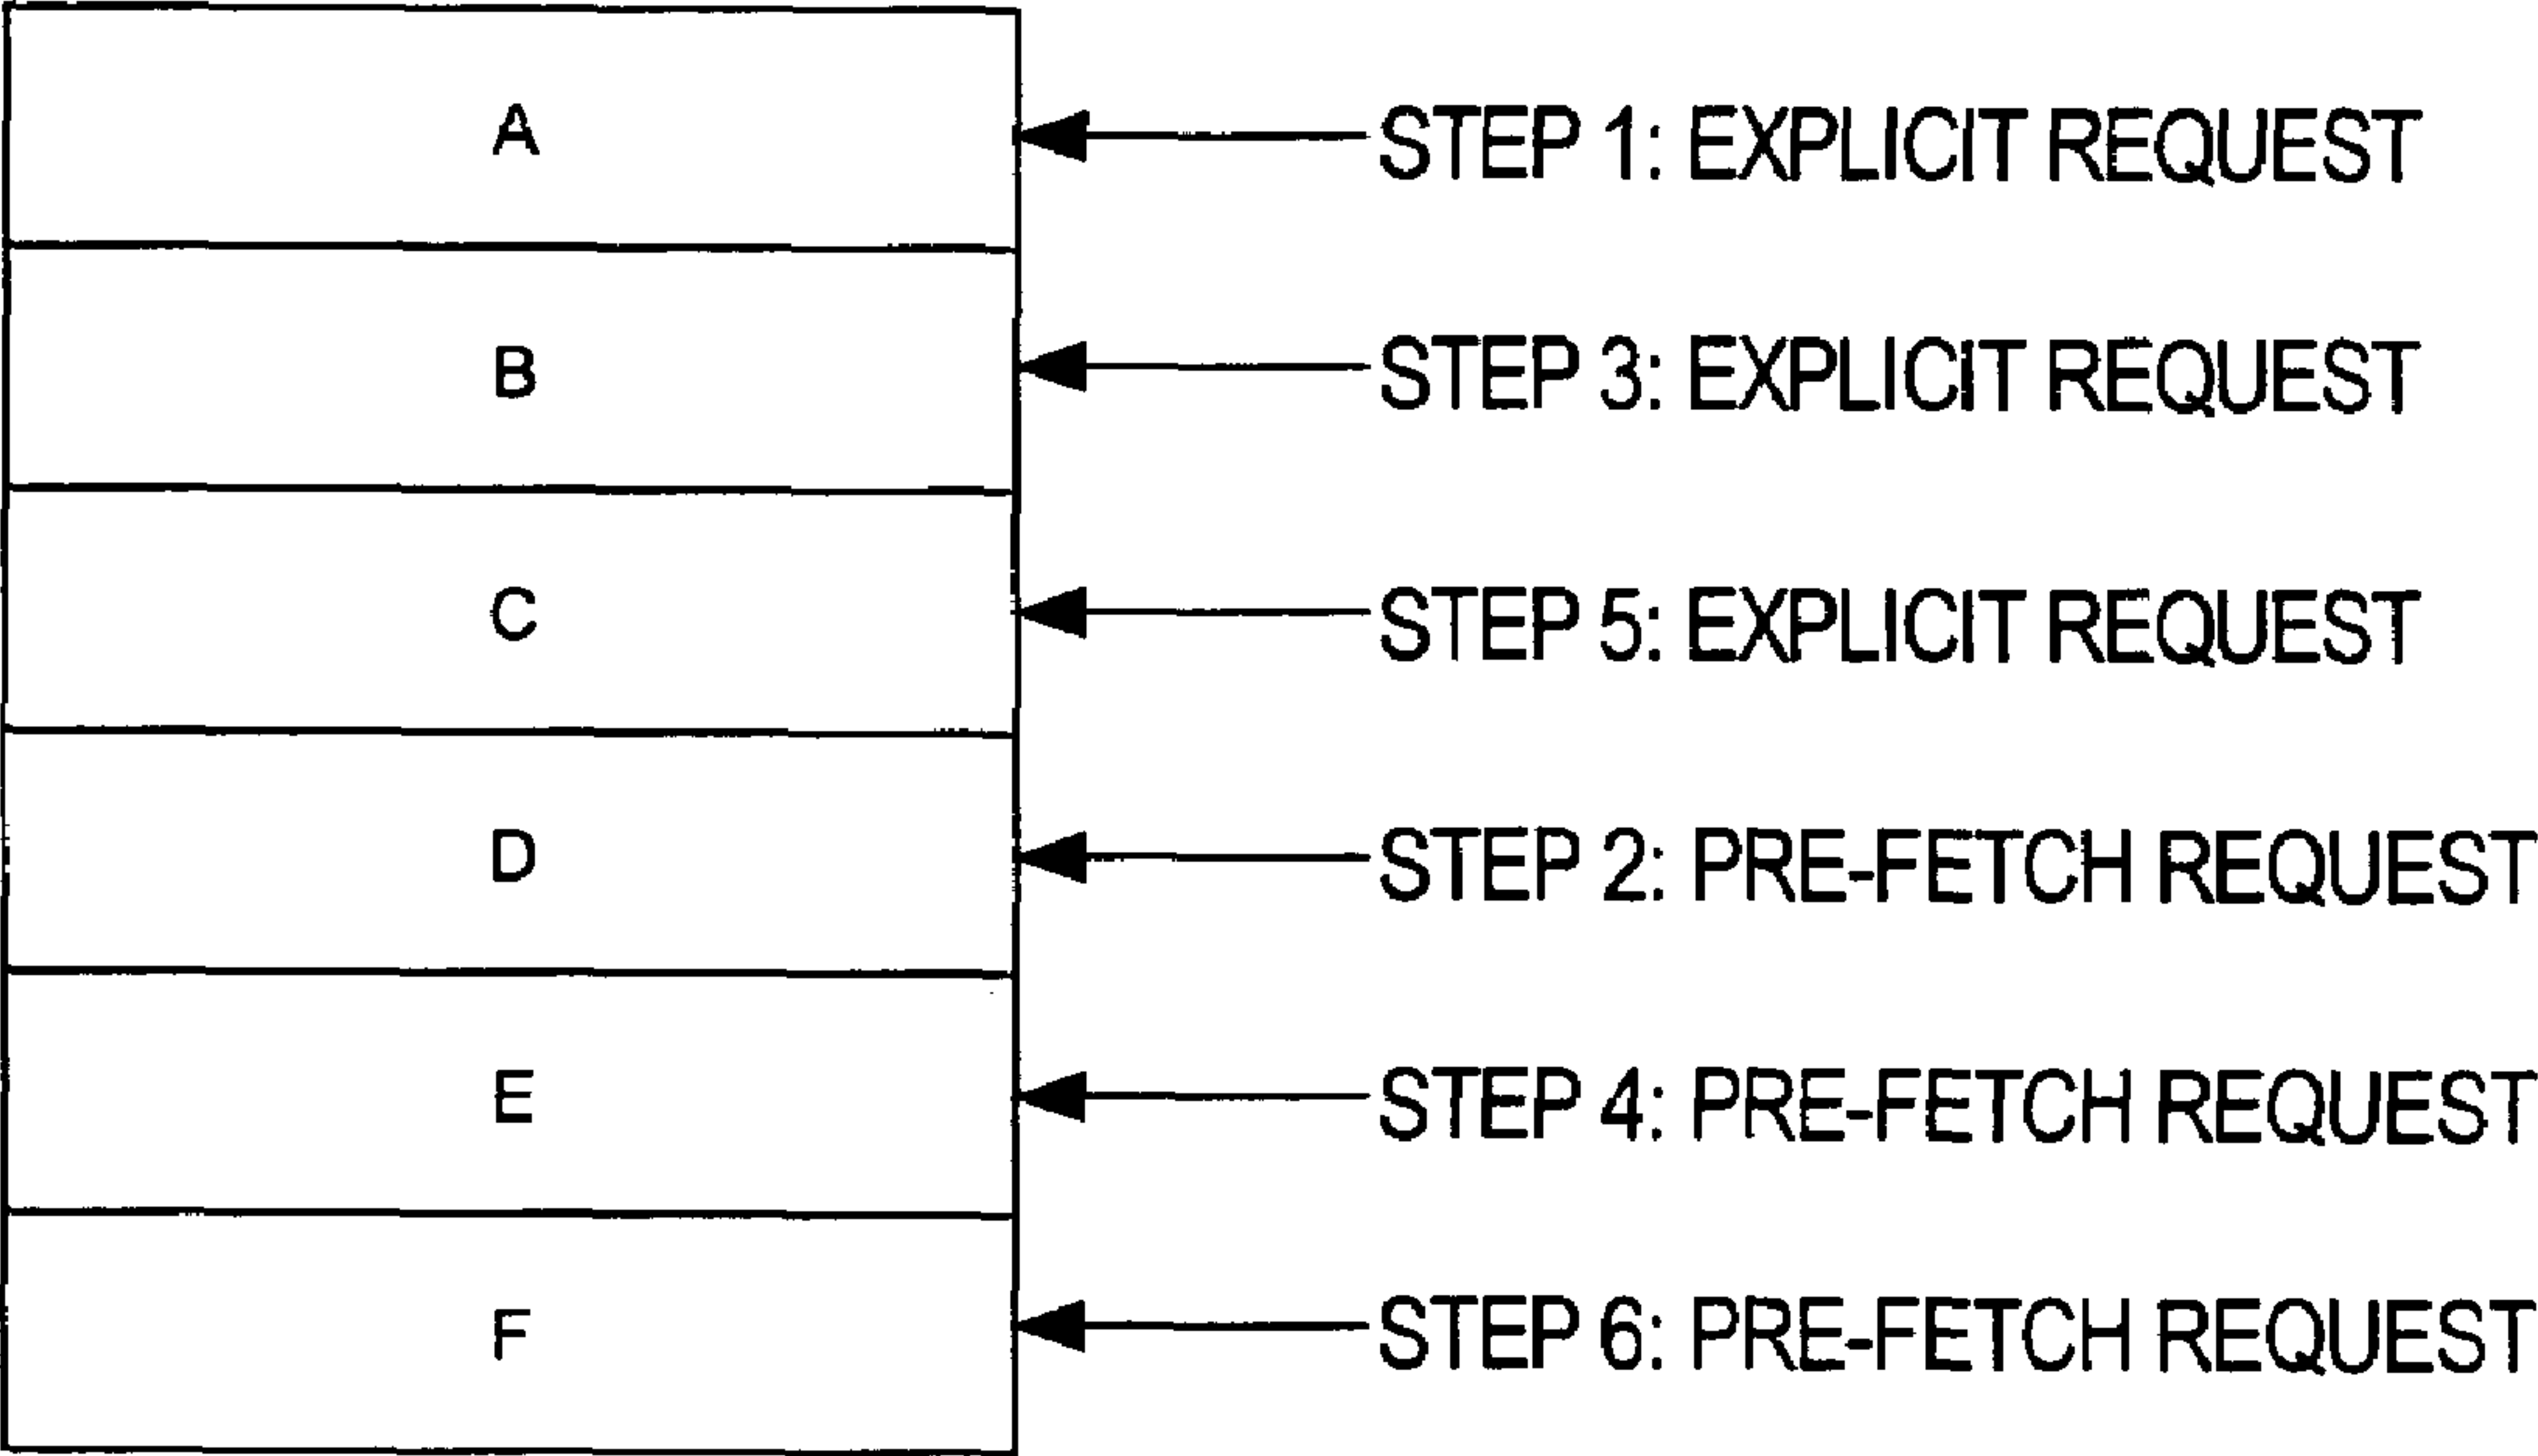 A
STEP 1: EXPLICIT REQUEST
B
STEP 3: EXPLICIT REQUEST
C
STEP 5: EXPLICIT REQUEST
D
STEP 2: PRE-FETCH REQUEST
E
STEP 4: PRE-FETCH REQUEST
F
STEP 6: PRE-FETCH REQUEST